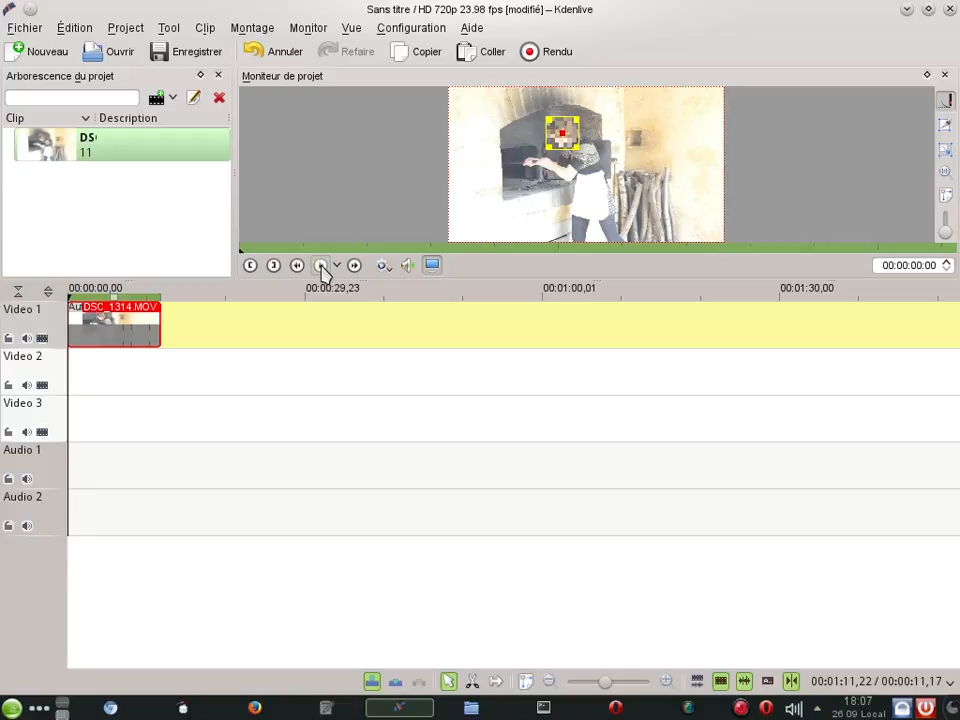 Sans titre / HD 720p 23.98 fps [modifié] – Kdenlive
Fichier Édition Project Tool Clip Montage Monitor Vue Configuration Aide
Nouveau Ouvrir Enregistrer Annuler Refaire Copier Coller Rendu
Arborescence du projet
Moniteur de projet
Clip Description
DS
11
00:00:00:00
00:00:00,00 00:00:29,23 00:01:00,01 00:01:30,00
Video 1
DSC_1314.MOV
Video 2
Video 3
Audio 1
Audio 2
00:01:11,22 / 00:00:11,17
18:07
26 09 Local